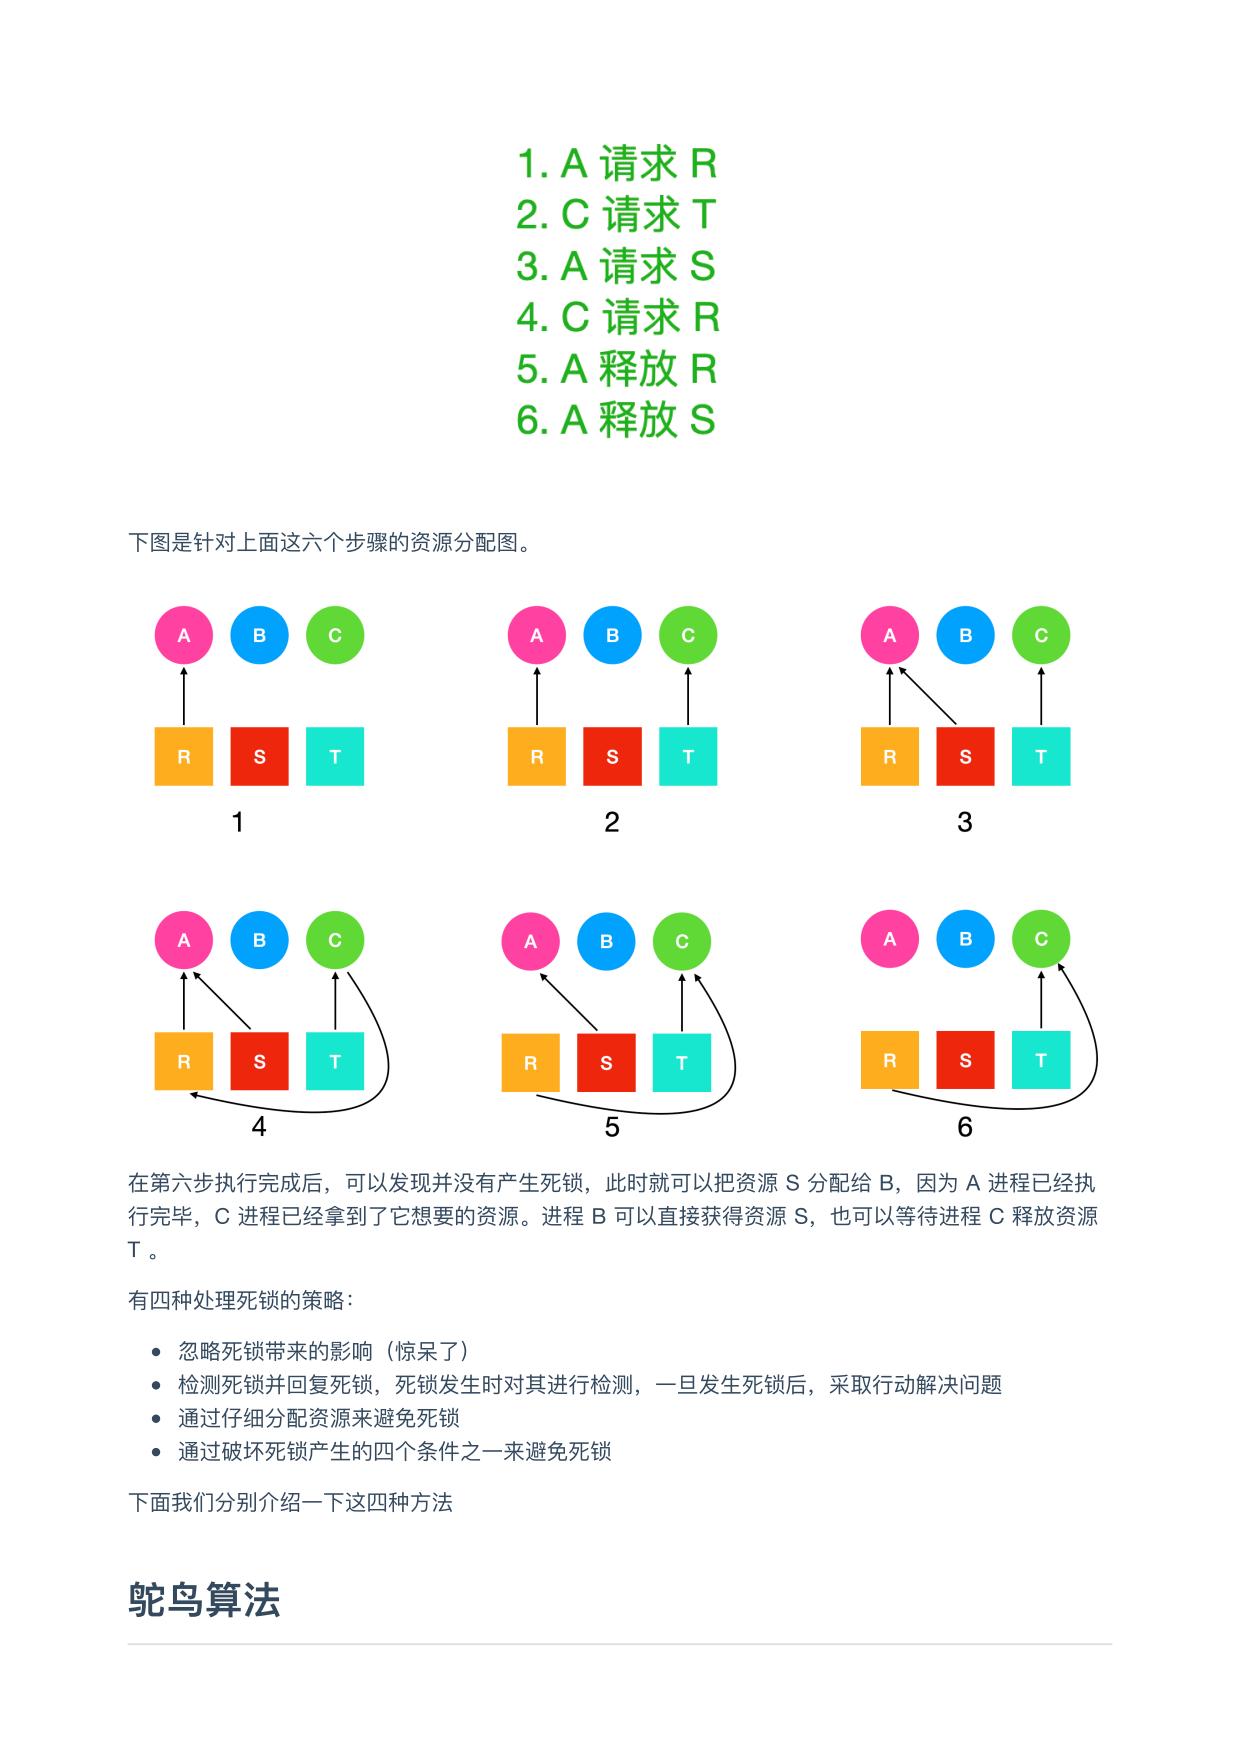 1. A 请求 R
2. C 请求 T
3. A 请求 S
4. C 请求 R
5. A 释放 R
6. A 释放 S
下图是针对上面这六个步骤的资源分配图。
A B C
R S T
1
A B C
R S T
2
A B C
R S T
3
A B C
R S T
4
A B C
R S T
5
A B C
R S T
6
在第六步执行完成后，可以发现并没有产生死锁，此时就可以把资源 S 分配给 B，因为 A 进程已经执
行完毕，C 进程已经拿到了它想要的资源。进程 B 可以直接获得资源 S，也可以等待进程 C 释放资源
T 。
有四种处理死锁的策略：
• 忽略死锁带来的影响（惊呆了）
• 检测死锁并回复死锁，死锁发生时对其进行检测，一旦发生死锁后，采取行动解决问题
• 通过仔细分配资源来避免死锁
• 通过破坏死锁产生的四个条件之一来避免死锁
下面我们分别介绍一下这四种方法
鸵鸟算法